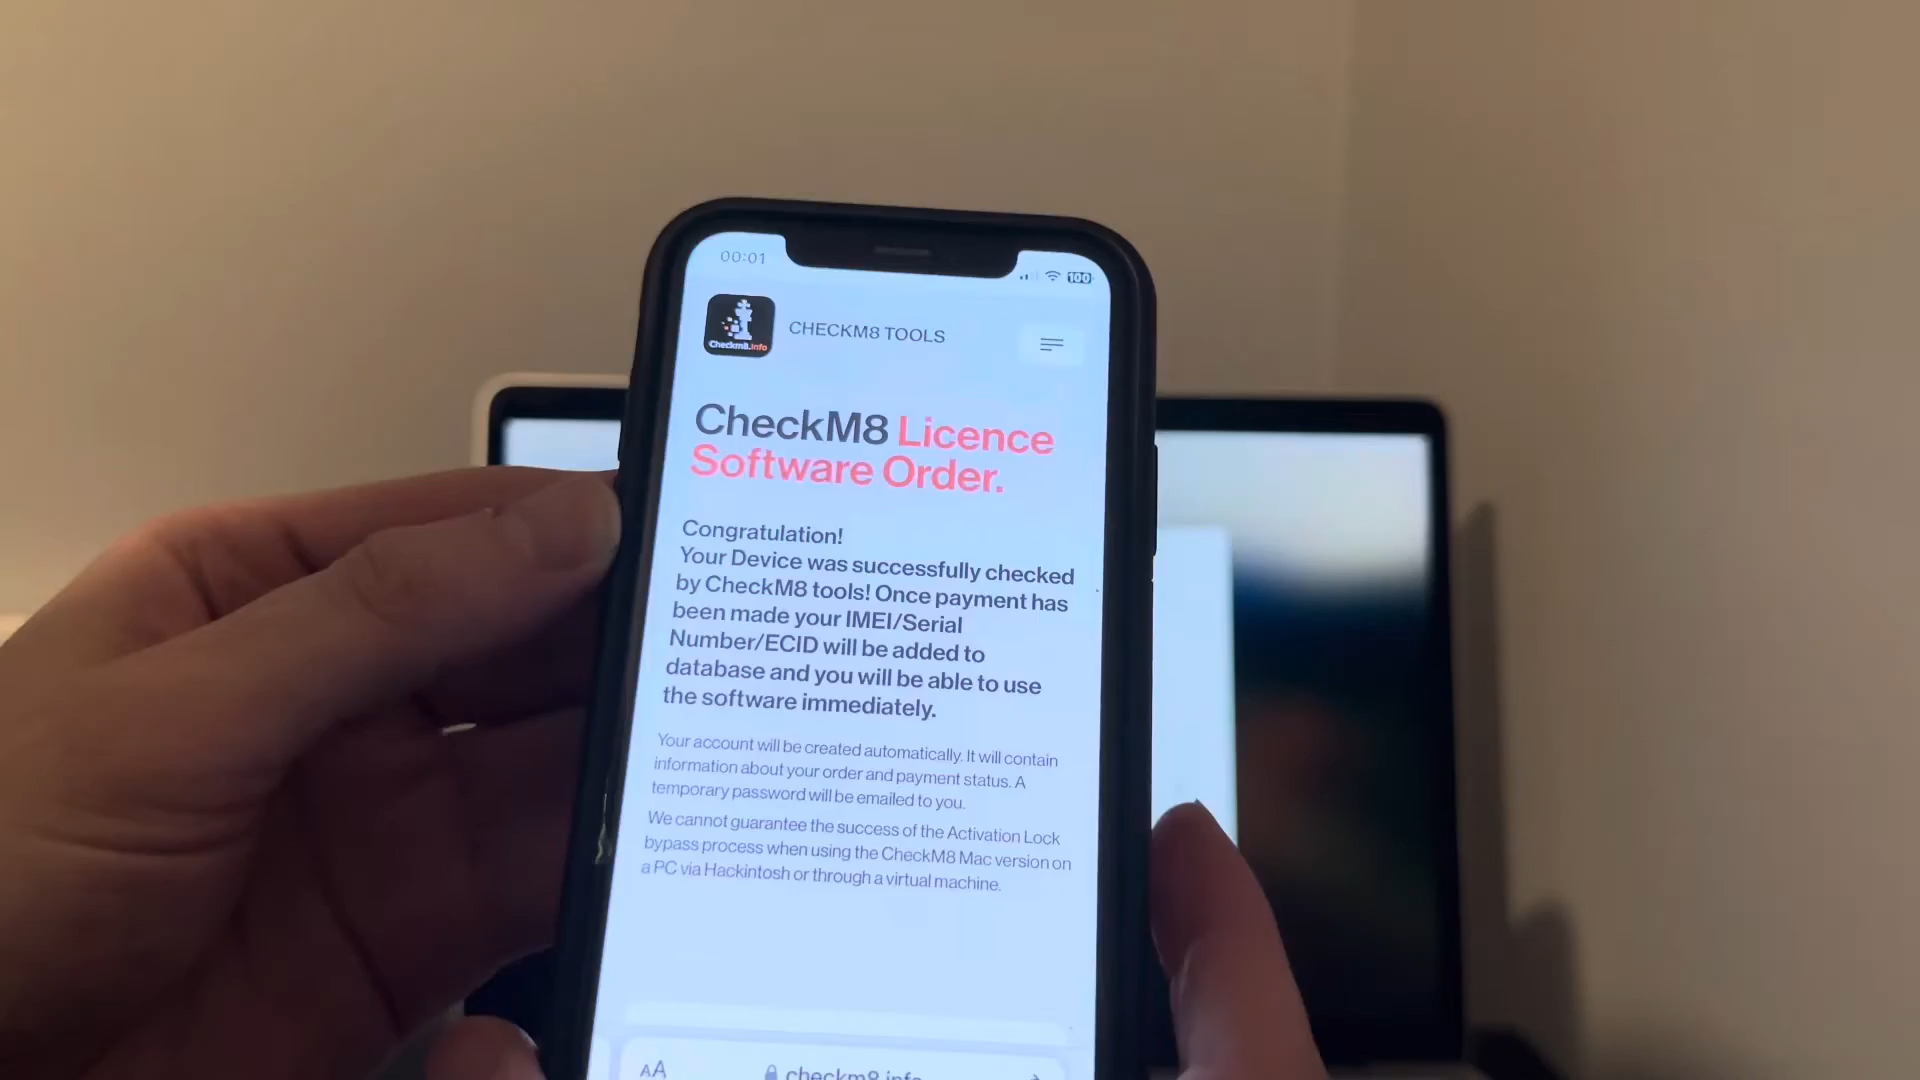 00:01
100
Checkm8.info
CHECKM8 TOOLS
CheckM8 Licence
Software Order.
Congratulation!
Your Device was successfully checked
by CheckM8 tools! Once payment has
been made your IMEI/Serial
Number/ECID will be added to
database and you will be able to use
the software immediately.
Your account will be created automatically. It will contain
information about your order and payment status. A
temporary password will be emailed to you.
We cannot guarantee the success of the Activation Lock
bypass process when using the CheckM8 Mac version on
a PC via Hackintosh or through a virtual machine.
AA
checkm8.info